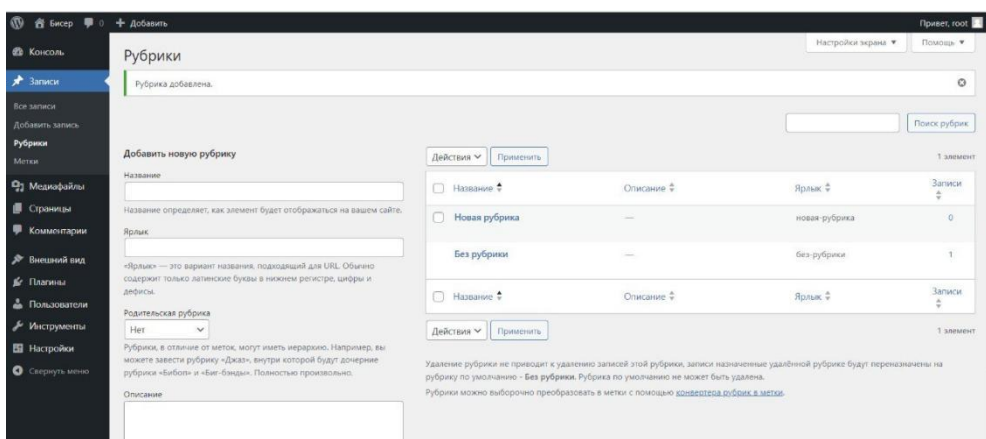 Бисер 0 Добавить Привет, root
Консоль
Записи
Все записи
Добавить запись
Рубрики
Метки
Медиафайлы
Страницы
Комментарии
Внешний вид
Плагины
Пользователи
Инструменты
Настройки
Свернуть меню
Настройки экрана Помощь
Рубрики
Рубрика добавлена.
Поиск рубрик
Добавить новую рубрику
Название
Название определяет, как элемент будет отображаться на вашем сайте.
Ярлык
«Ярлык» — это вариант названия, подходящий для URL. Обычно
содержит только латинские буквы в нижнем регистре, цифры и
дефисы.
Родительская рубрика
Нет
Рубрики, в отличие от меток, могут иметь иерархию. Например, вы
можете завести рубрику «Джаз», внутри которой будут дочерние
рубрики «Бибоп» и «Биг-бэнды». Полностью произвольно.
Описание
Действия Применить 1 элемент
Название Описание Ярлык Записи
Новая рубрика — новая-рубрика 0
Без рубрики — без-рубрики 1
Название Описание Ярлык Записи
Действия Применить 1 элемент
Удаление рубрики не приводит к удалению записей этой рубрики, записи назначенные удалённой рубрике будут переназначены на
рубрику по умолчанию – Без рубрики. Рубрика по умолчанию не может быть удалена.
Рубрики можно выборочно преобразовать в метки с помощью конвертера рубрик в метки.